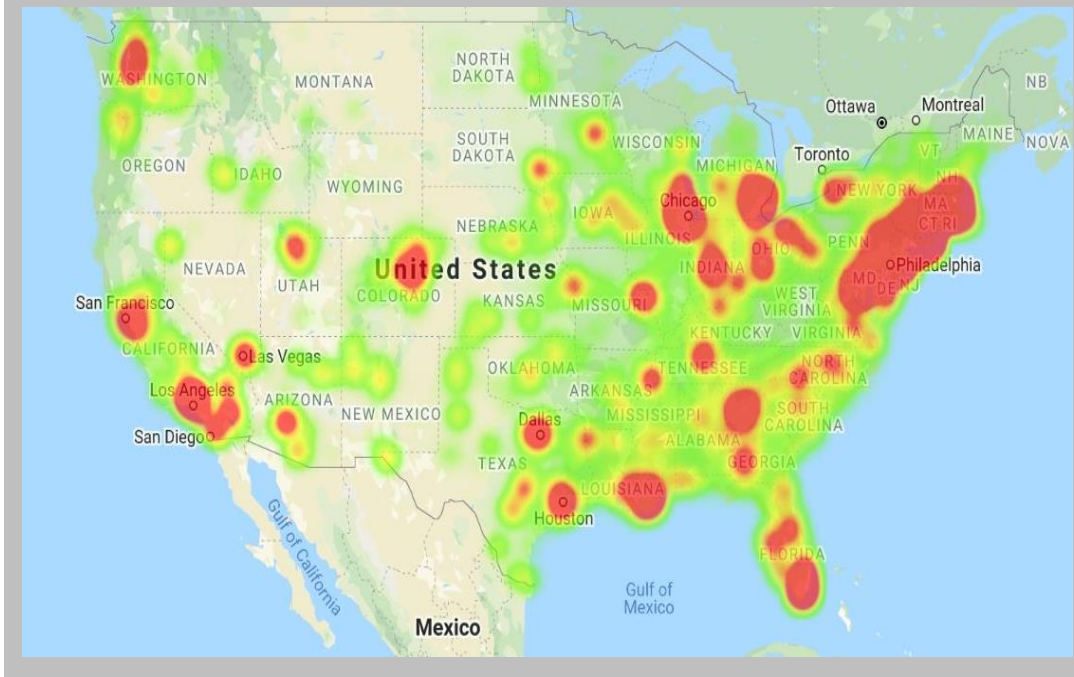 NORTH
DAKOTA
WASHINGTON
MONTANA
MINNESOTA
Ottawa
Montreal
NB
SOUTH
DAKOTA
WISCONSIN
MAINE
NOVA
OREGON
IDAHO
WYOMING
MICHIGAN
Toronto
VT
NH
NEW YORK
MA
CT RI
Chicago
NEBRASKA
IOWA
ILLINOIS
INDIANA
OHIO
PENN
NEVADA
United States
Philadelphia
UTAH
COLORADO
KANSAS
MISSOURI
WEST
VIRGINIA
MD
DE
NJ
San Francisco
KENTUCKY
VIRGINIA
CALIFORNIA
Las Vegas
OKLAHOMA
TENNESSEE
NORTH
CAROLINA
Los Angeles
ARIZONA
NEW MEXICO
ARKANSAS
MISSISSIPPI
SOUTH
CAROLINA
San Diego
Dallas
ALABAMA
TEXAS
GEORGIA
LOUISIANA
Houston
Gulf of California
FLORIDA
Gulf of
Mexico
Mexico